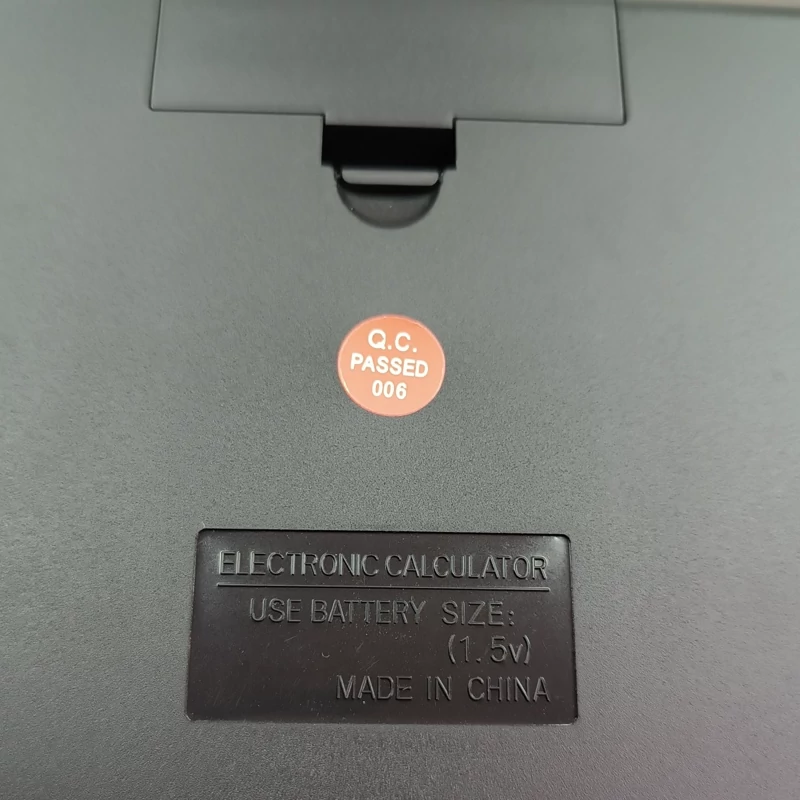 Q.C.
PASSED
006
ELECTRONIC CALCULATOR
USE BATTERY SIZE:
(1.5v)
MADE IN CHINA